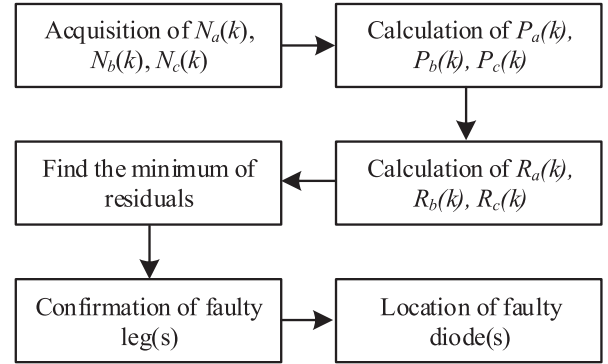 Acquisition of Na(k),
Nb(k), Nc(k)
Calculation of Pa(k),
Pb(k), Pc(k)
Calculation of Ra(k),
Rb(k), Rc(k)
Find the minimum of
residuals
Confirmation of faulty
leg(s)
Location of faulty
diode(s)